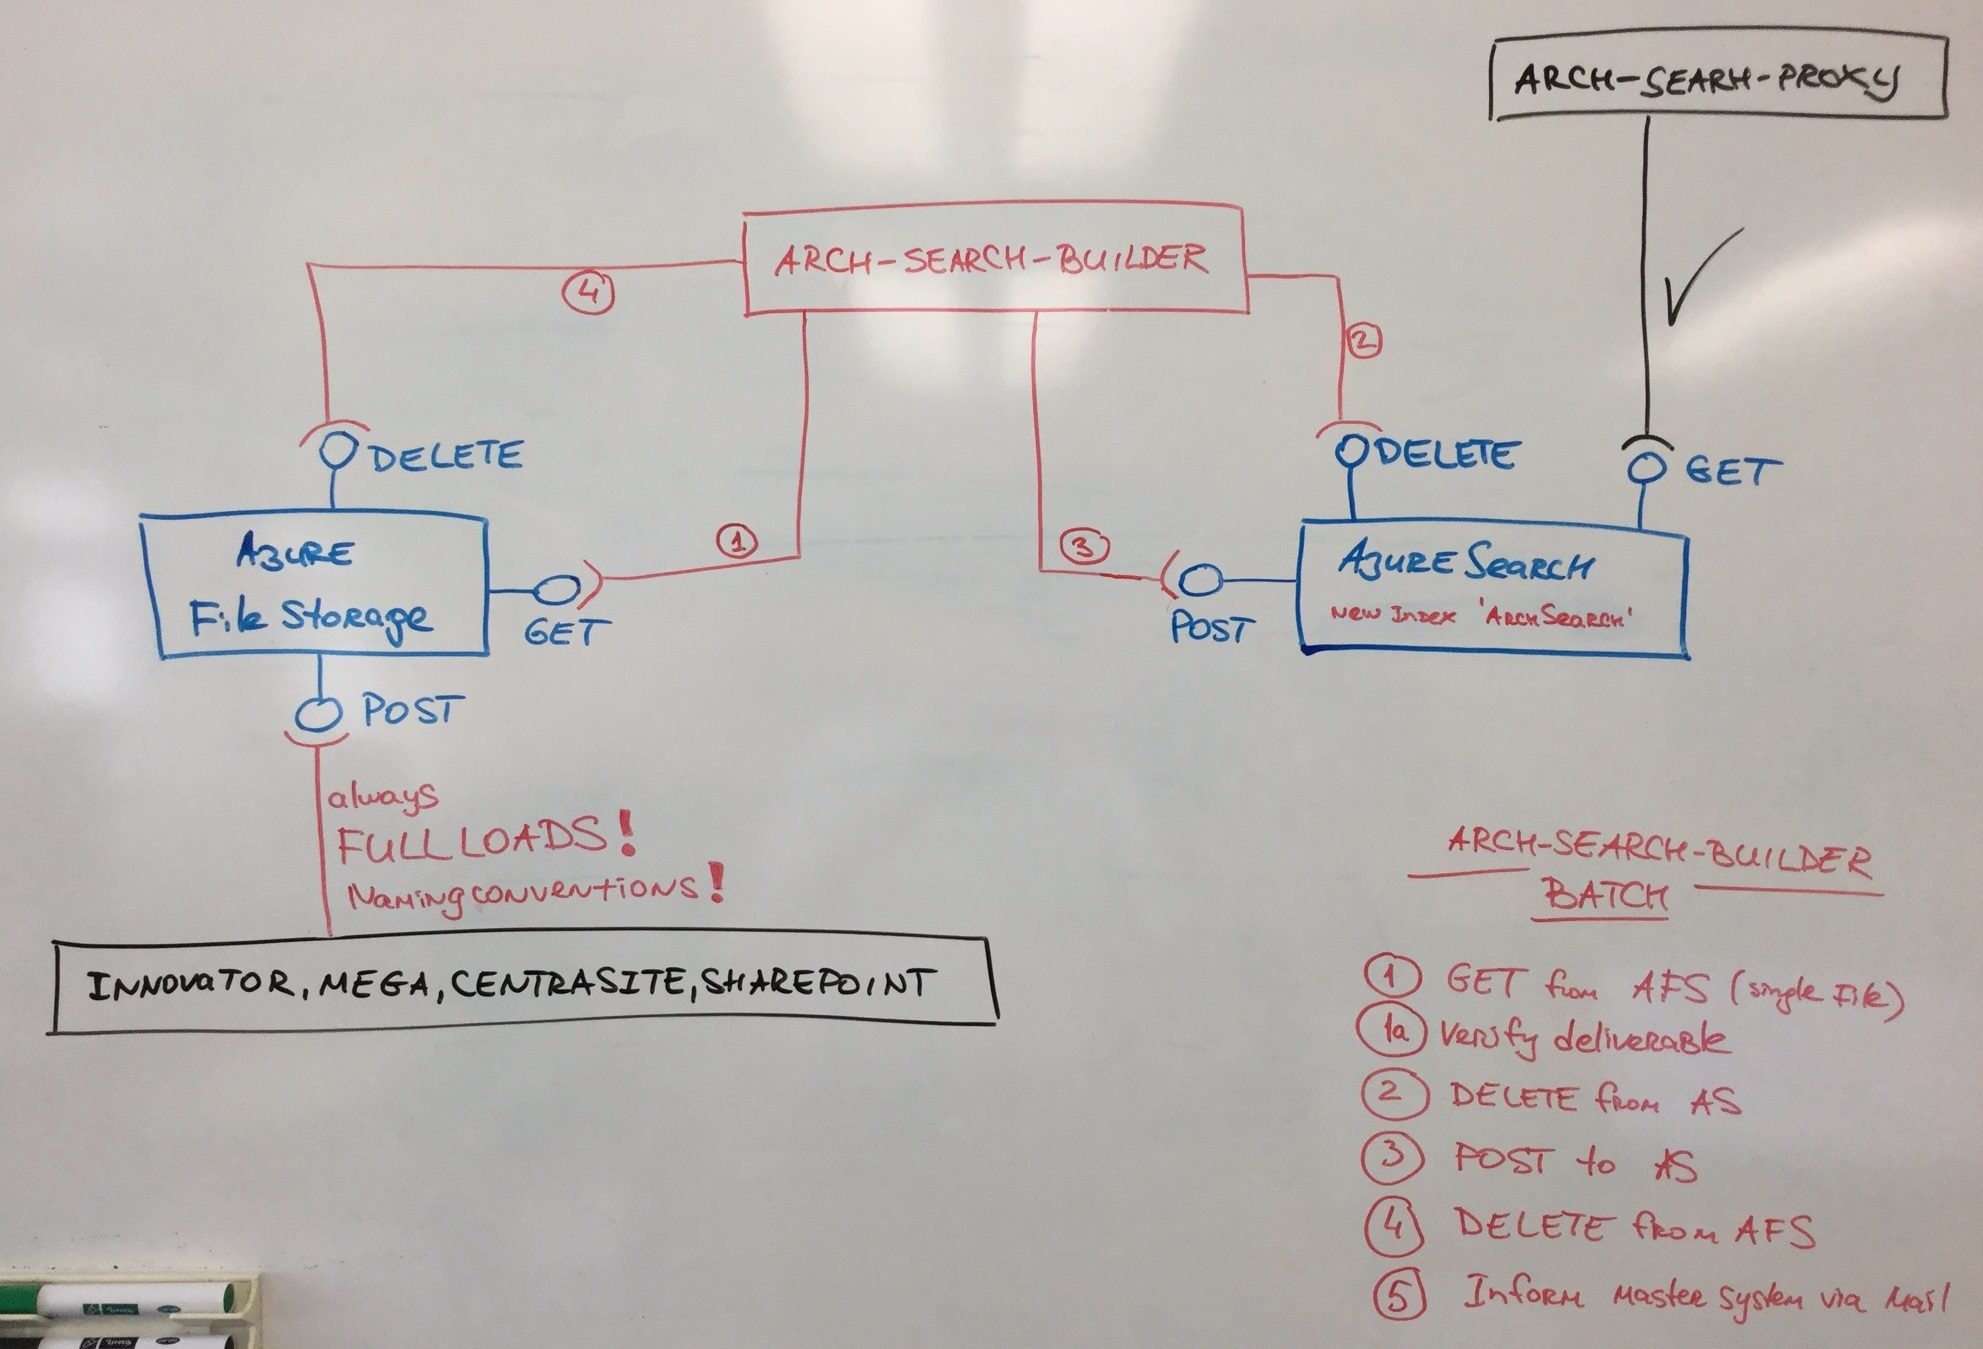 ARCH-SEARH-PROXY
ARCH-SEARCH-BUILDER
4
2
DELETE
DELETE
GET
1
3
AZURE
File Storage
GET
POST
AZURE Search
New Index 'ArchSearch'
POST
always
FULL LOADS!
Naming conventions!
INNOVATOR, MEGA, CENTRASITE, SHAREPOINT
ARCH-SEARCH-BUILDER
BATCH
1 GET from AFS (single File)
1a Verify deliverable
2 DELETE from AS
3 POST to AS
4 DELETE from AFS
5 Inform Master system via Mail